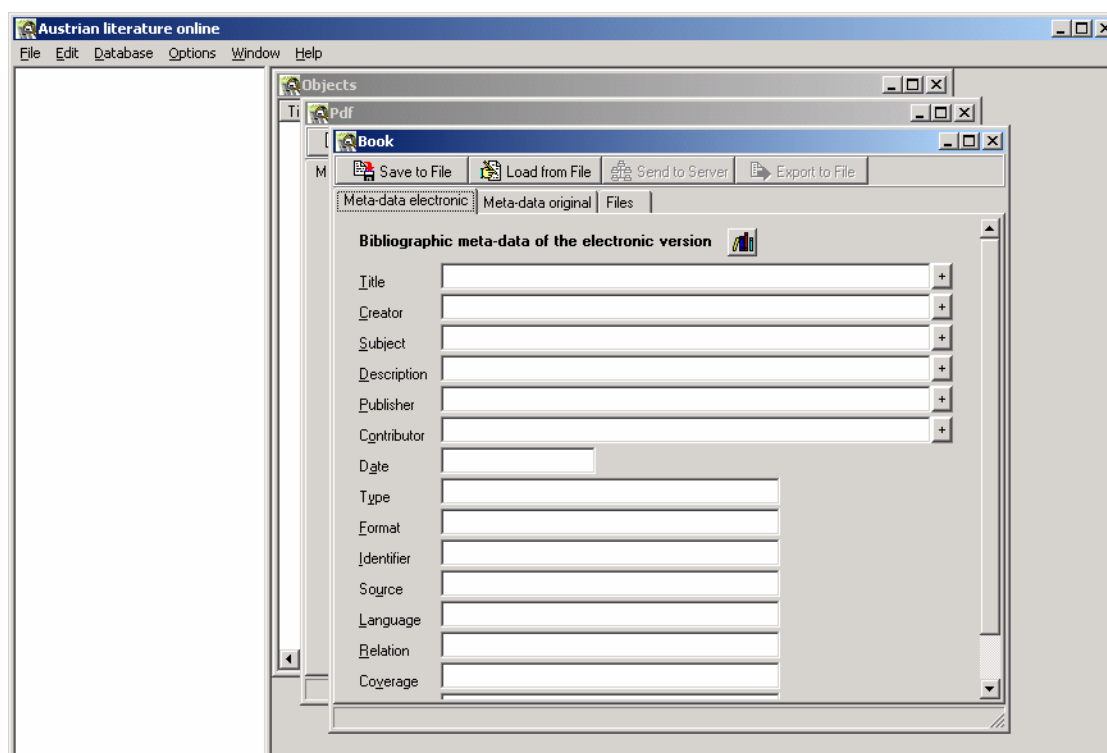 Austrian literature online
File Edit Database Options Window Help
Objects
Ti
Pdf
Book
M
Save to File Load from File Send to Server Export to File
Meta-data electronic Meta-data original Files
Bibliographic meta-data of the electronic version
Title +
Creator +
Subject +
Description +
Publisher +
Contributor +
Date
Type
Format
Identifier
Source
Language
Relation
Coverage